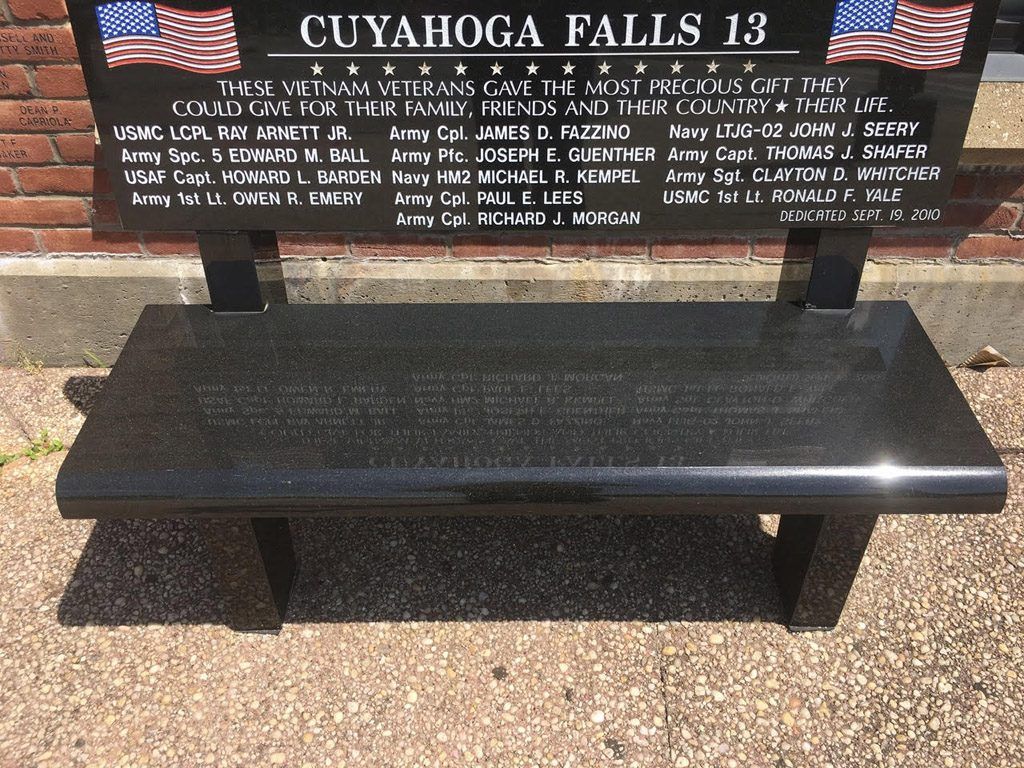 CUYAHOGA FALLS 13
THESE VIETNAM VETERANS GAVE THE MOST PRECIOUS GIFT THEY
COULD GIVE FOR THEIR FAMILY, FRIENDS AND THEIR COUNTRY ★ THEIR LIFE.
USMC LCPL RAY ARNETT JR.
Army Spc. 5 EDWARD M. BALL
USAF Capt. HOWARD L. BARDEN
Army 1st Lt. OWEN R. EMERY
Army Cpl. JAMES D. FAZZINO
Army Pfc. JOSEPH E. GUENTHER
Navy HM2 MICHAEL R. KEMPEL
Army Cpl. PAUL E. LEES
Army Cpl. RICHARD J. MORGAN
Navy LTJG-02 JOHN J. SEERY
Army Capt. THOMAS J. SHAFER
Army Sgt. CLAYTON D. WHITCHER
USMC 1st Lt. RONALD F. YALE
DEDICATED SEPT. 19, 2010
AND
SMITH
DEAN P
CAPRIOLA